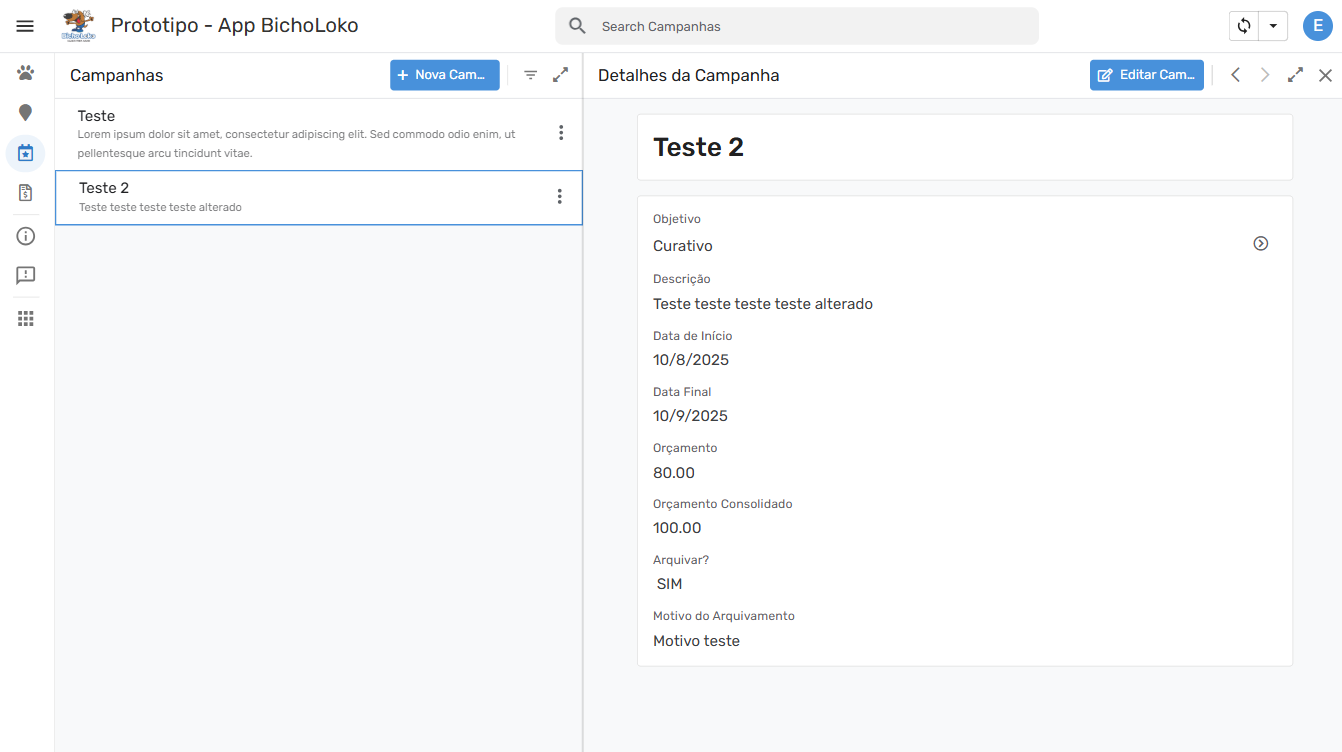 BichoLoko
Prototipo - App BichoLoko
Search Campanhas
E
Campanhas
+ Nova Cam...
Detalhes da Campanha
Editar Cam...
Teste
Lorem ipsum dolor sit amet, consectetur adipiscing elit. Sed commodo odio enim, ut
pellentesque arcu tincidunt vitae.
Teste 2
Teste teste teste teste alterado
Teste 2
Objetivo
Curativo
Descrição
Teste teste teste teste alterado
Data de Início
10/8/2025
Data Final
10/9/2025
Orçamento
80.00
Orçamento Consolidado
100.00
Arquivar?
SIM
Motivo do Arquivamento
Motivo teste